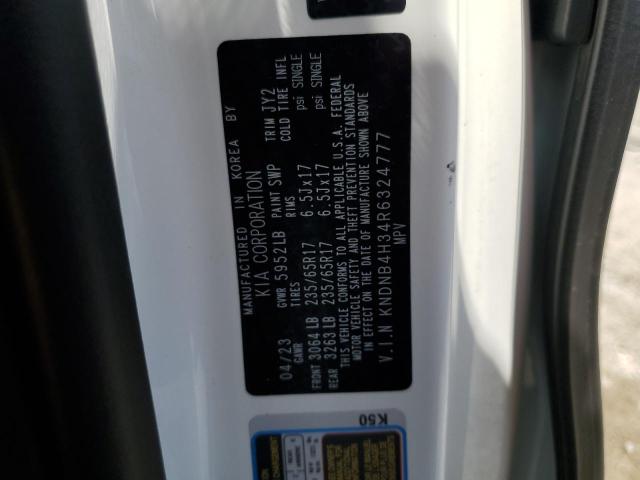 MANUFACTURED IN KOREA BY
KIA CORPORATION
04/23 GVWR 5952LB PAINT SWP TRIM JY2
GAWR TIRES RIMS COLD TIRE INFL
FRONT 3064LB 235/65R17 6.5Jx17 psi SINGLE
REAR 3263LB 235/65R17 6.5Jx17 psi SINGLE
THIS VEHICLE CONFORMS TO ALL APPLICABLE U.S.A. FEDERAL
MOTOR VEHICLE SAFETY AND THEFT PREVENTION STANDARDS
IN EFFECT ON THE DATE OF MANUFACTURE SHOWN ABOVE
V.I.N KNDNB4H34R6324777
MPV
K50